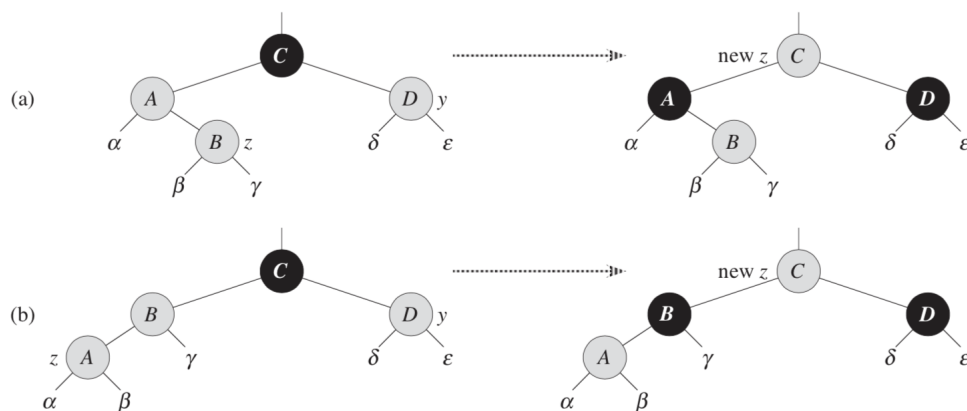 C C
new z
(a) A D y A D
α B z δ ε α B δ ε
β γ β γ
C C
new z
(b) B D y B D
z A γ δ ε A γ δ ε
α β α β